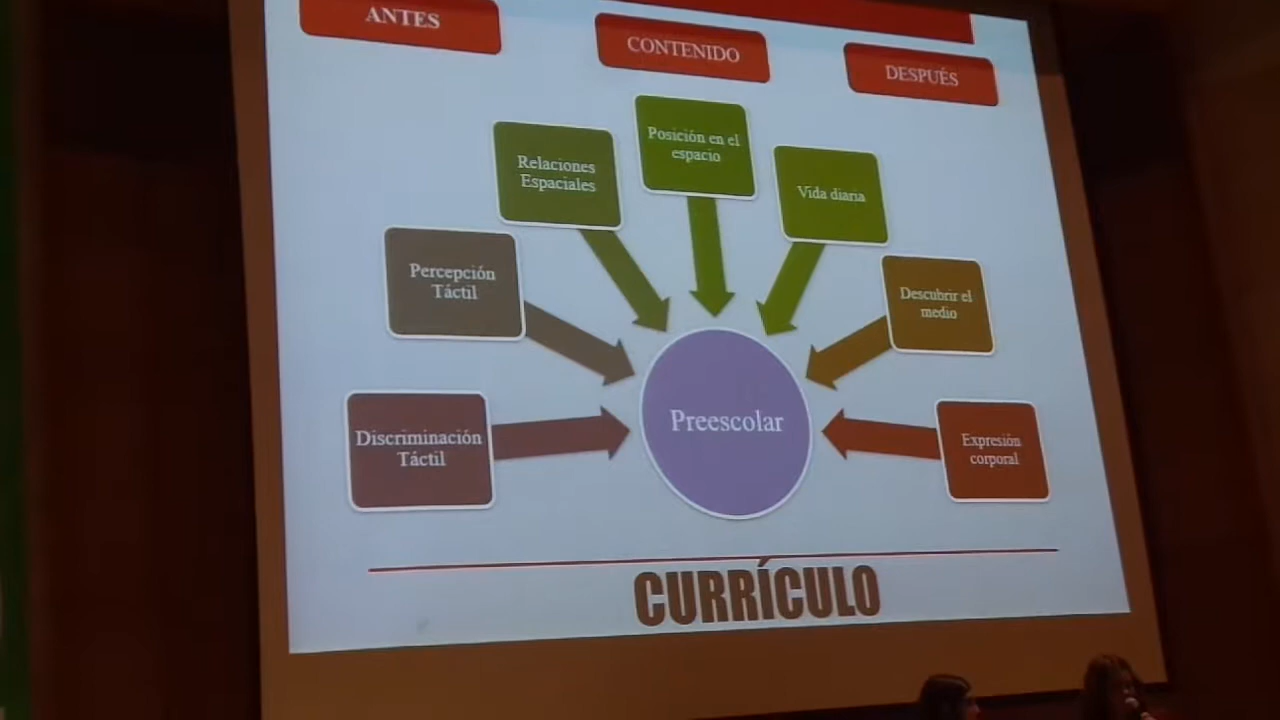 ANTES
CONTENIDO
DESPUÉS
Posición en el
espacio
Relaciones
Espaciales
Vida diaria
Percepción
Táctil
Descubrir el
medio
Discriminación
Táctil
Preescolar
Expresión
corporal
CURRÍCULO